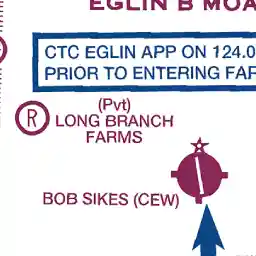 EGLIN B MOA
CTC EGLIN APP ON 124.0
PRIOR TO ENTERING FAR
R
(Pvt)
LONG BRANCH
FARMS
BOB SIKES (CEW)